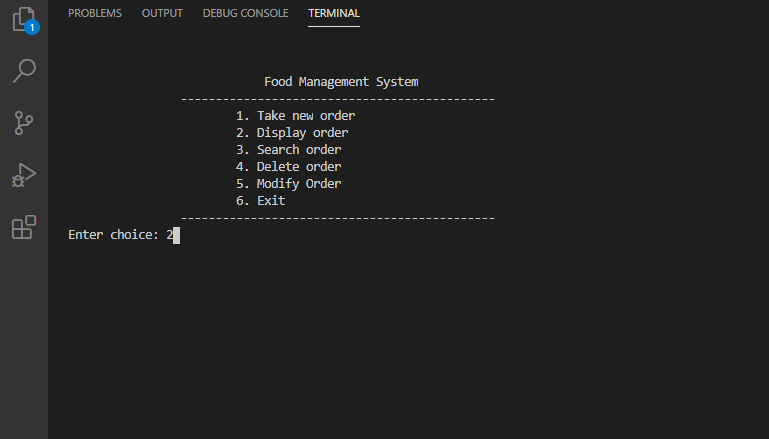 PROBLEMS OUTPUT DEBUG CONSOLE TERMINAL
1
Food Management System
---------------------------------------------
1. Take new order
2. Display order
3. Search order
4. Delete order
5. Modify Order
6. Exit
---------------------------------------------
Enter choice: 2